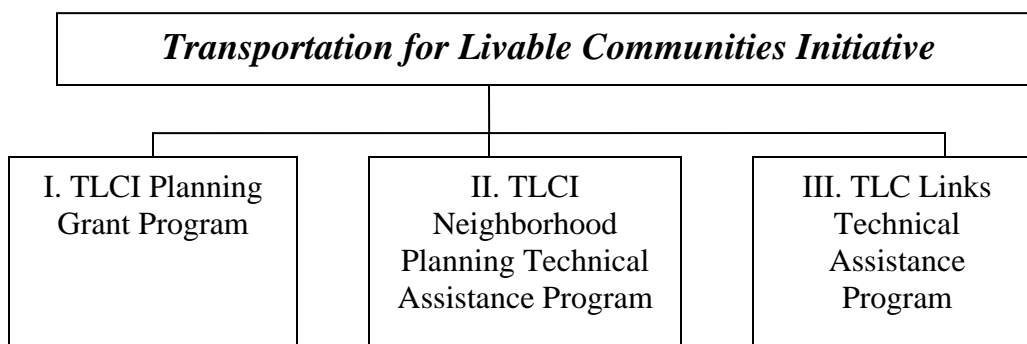 Transportation for Livable Communities Initiative
I. TLCI Planning
Grant Program
II. TLCI
Neighborhood
Planning Technical
Assistance Program
III. TLC Links
Technical
Assistance
Program